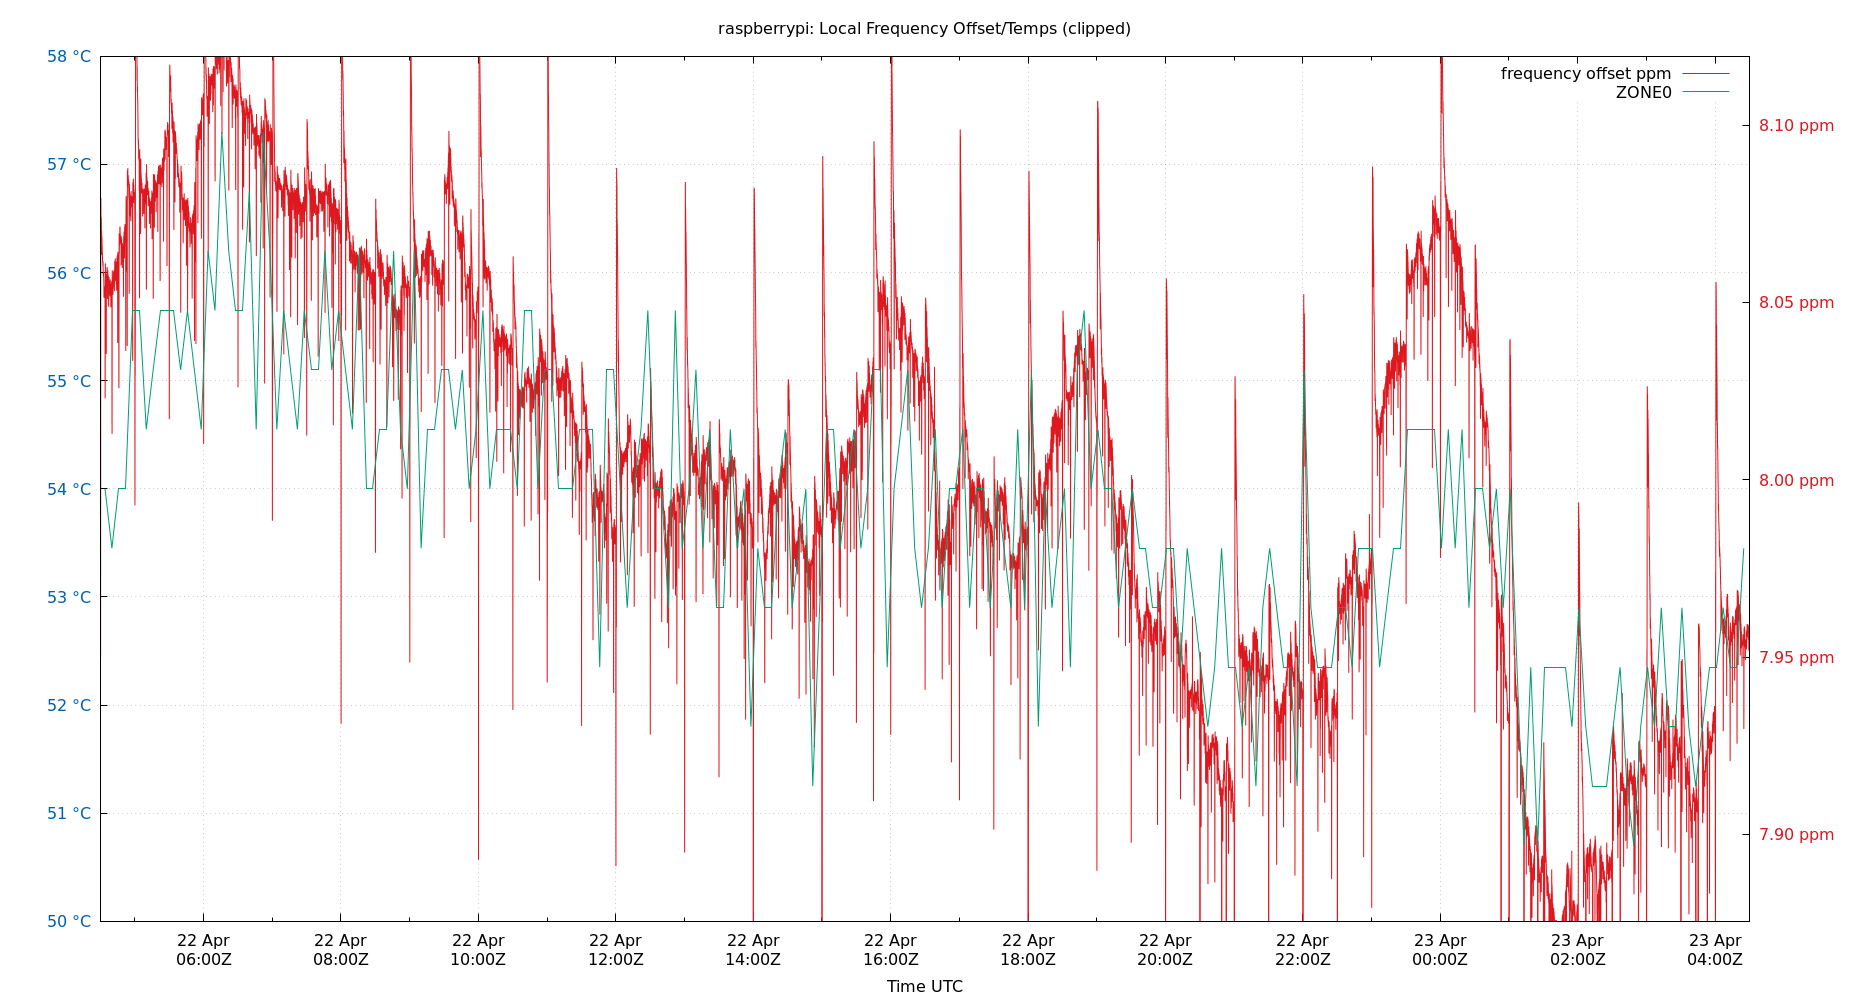 raspberrypi: Local Frequency Offset/Temps (clipped)
frequency offset ppm
ZONE0
58 °C
57 °C
56 °C
55 °C
54 °C
53 °C
52 °C
51 °C
50 °C
8.10 ppm
8.05 ppm
8.00 ppm
7.95 ppm
7.90 ppm
22 Apr
06:00Z
22 Apr
08:00Z
22 Apr
10:00Z
22 Apr
12:00Z
22 Apr
14:00Z
22 Apr
16:00Z
22 Apr
18:00Z
22 Apr
20:00Z
22 Apr
22:00Z
23 Apr
00:00Z
23 Apr
02:00Z
23 Apr
04:00Z
Time UTC